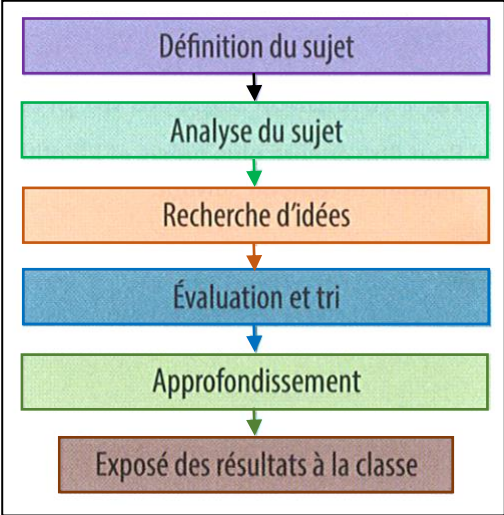 Définition du sujet
Analyse du sujet
Recherche d'idées
Évaluation et tri
Approfondissement
Exposé des résultats à la classe